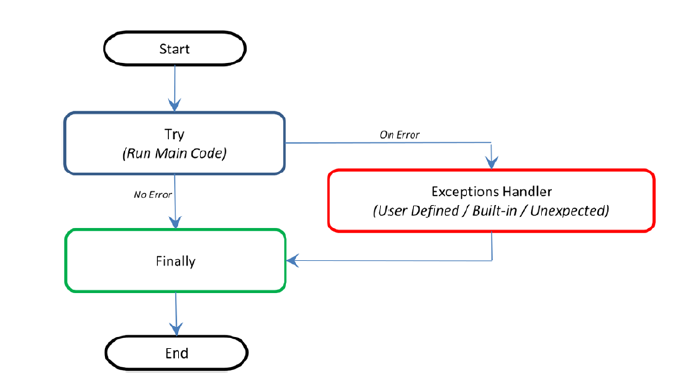 Start
Try
(Run Main Code)
On Error
No Error
Exceptions Handler
(User Defined / Built-in / Unexpected)
Finally
End